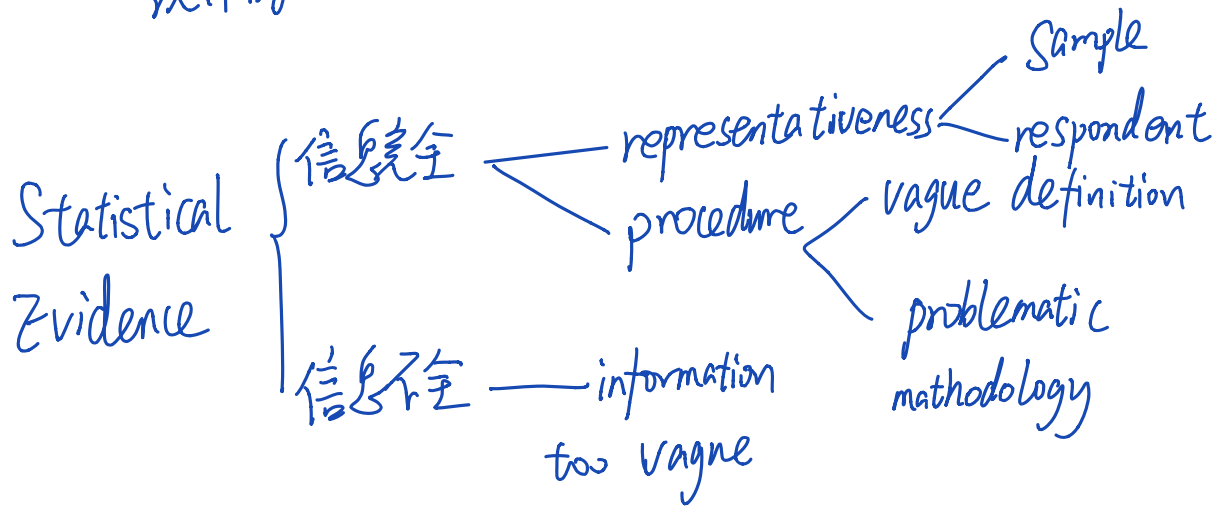 Sample
representativeness
respondent
信息完全
vague definition
Statistical
procedure
Evidence
problematic
信息不全
information
mathodology
too vague